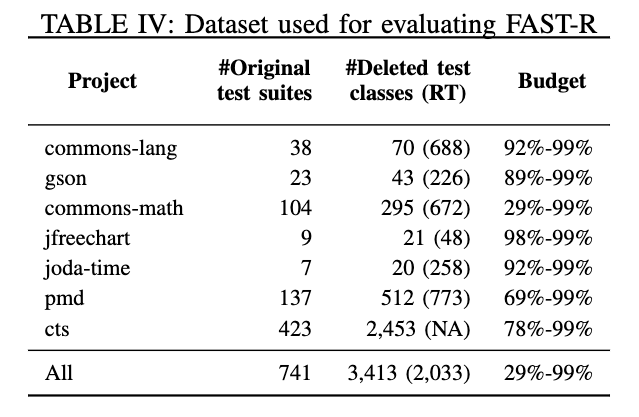 TABLE IV: Dataset used for evaluating FAST-R
Project #Original test suites #Deleted test classes (RT) Budget
commons-lang 38 70 (688) 92%-99%
gson 23 43 (226) 89%-99%
commons-math 104 295 (672) 29%-99%
jfreechart 9 21 (48) 98%-99%
joda-time 7 20 (258) 92%-99%
pmd 137 512 (773) 69%-99%
cts 423 2,453 (NA) 78%-99%
All 741 3,413 (2,033) 29%-99%